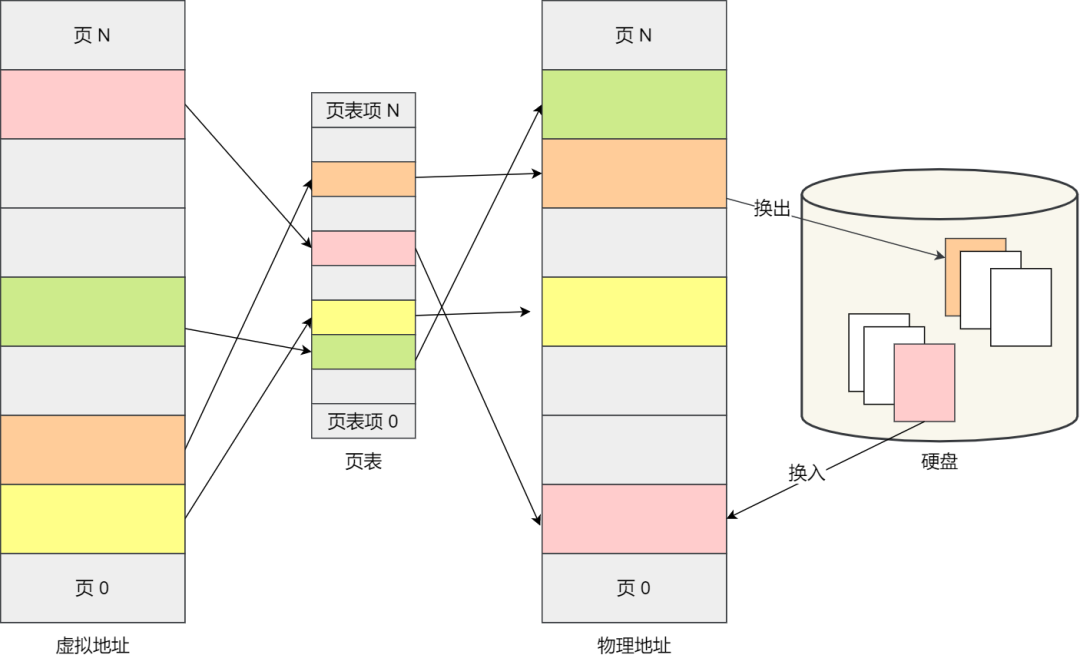 页 N
页 0
虚拟地址
页表项 N
页表项 0
页表
页 N
页 0
物理地址
换出
换入
硬盘